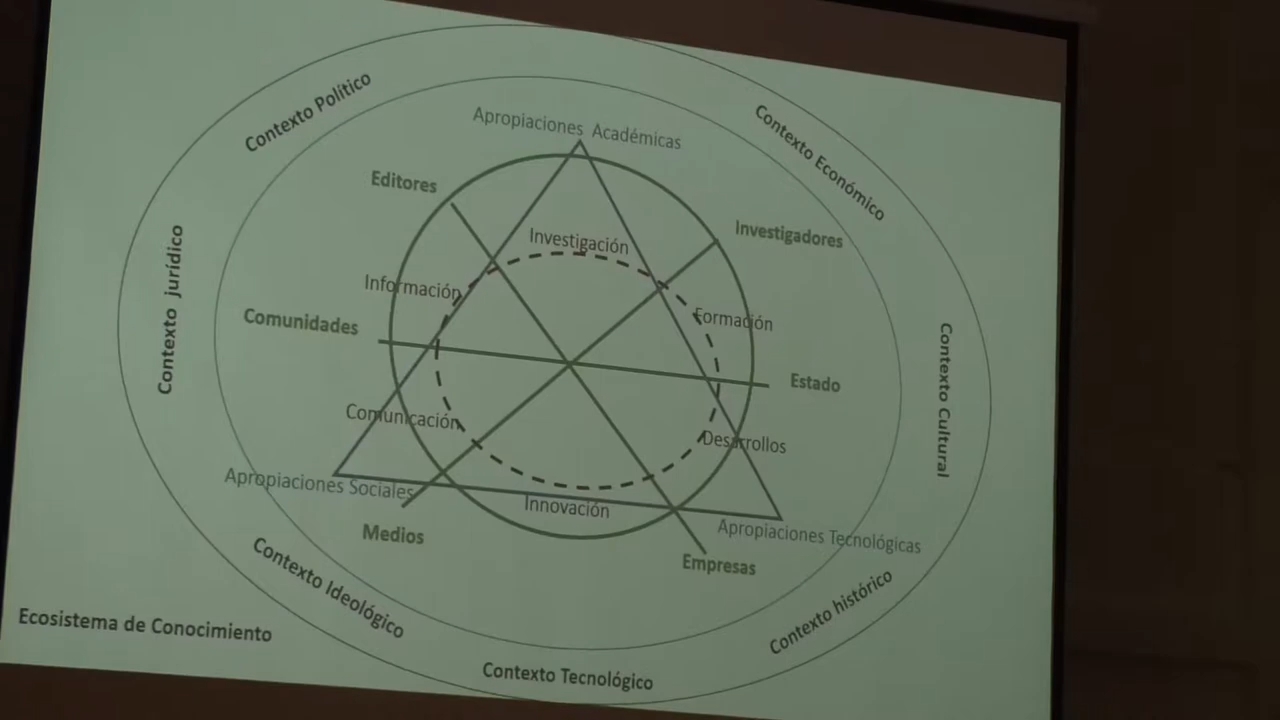 Contexto Político
Contexto Económico
Apropiaciones Académicas
Editores
Investigadores
Investigación
Contexto jurídico
Información
Formación
Comunidades
Estado
Contexto Cultural
Comunicación
Desarrollos
Apropiaciones Sociales
Innovación
Medios
Apropiaciones Tecnológicas
Empresas
Contexto Ideológico
Contexto histórico
Ecosistema de Conocimiento
Contexto Tecnológico